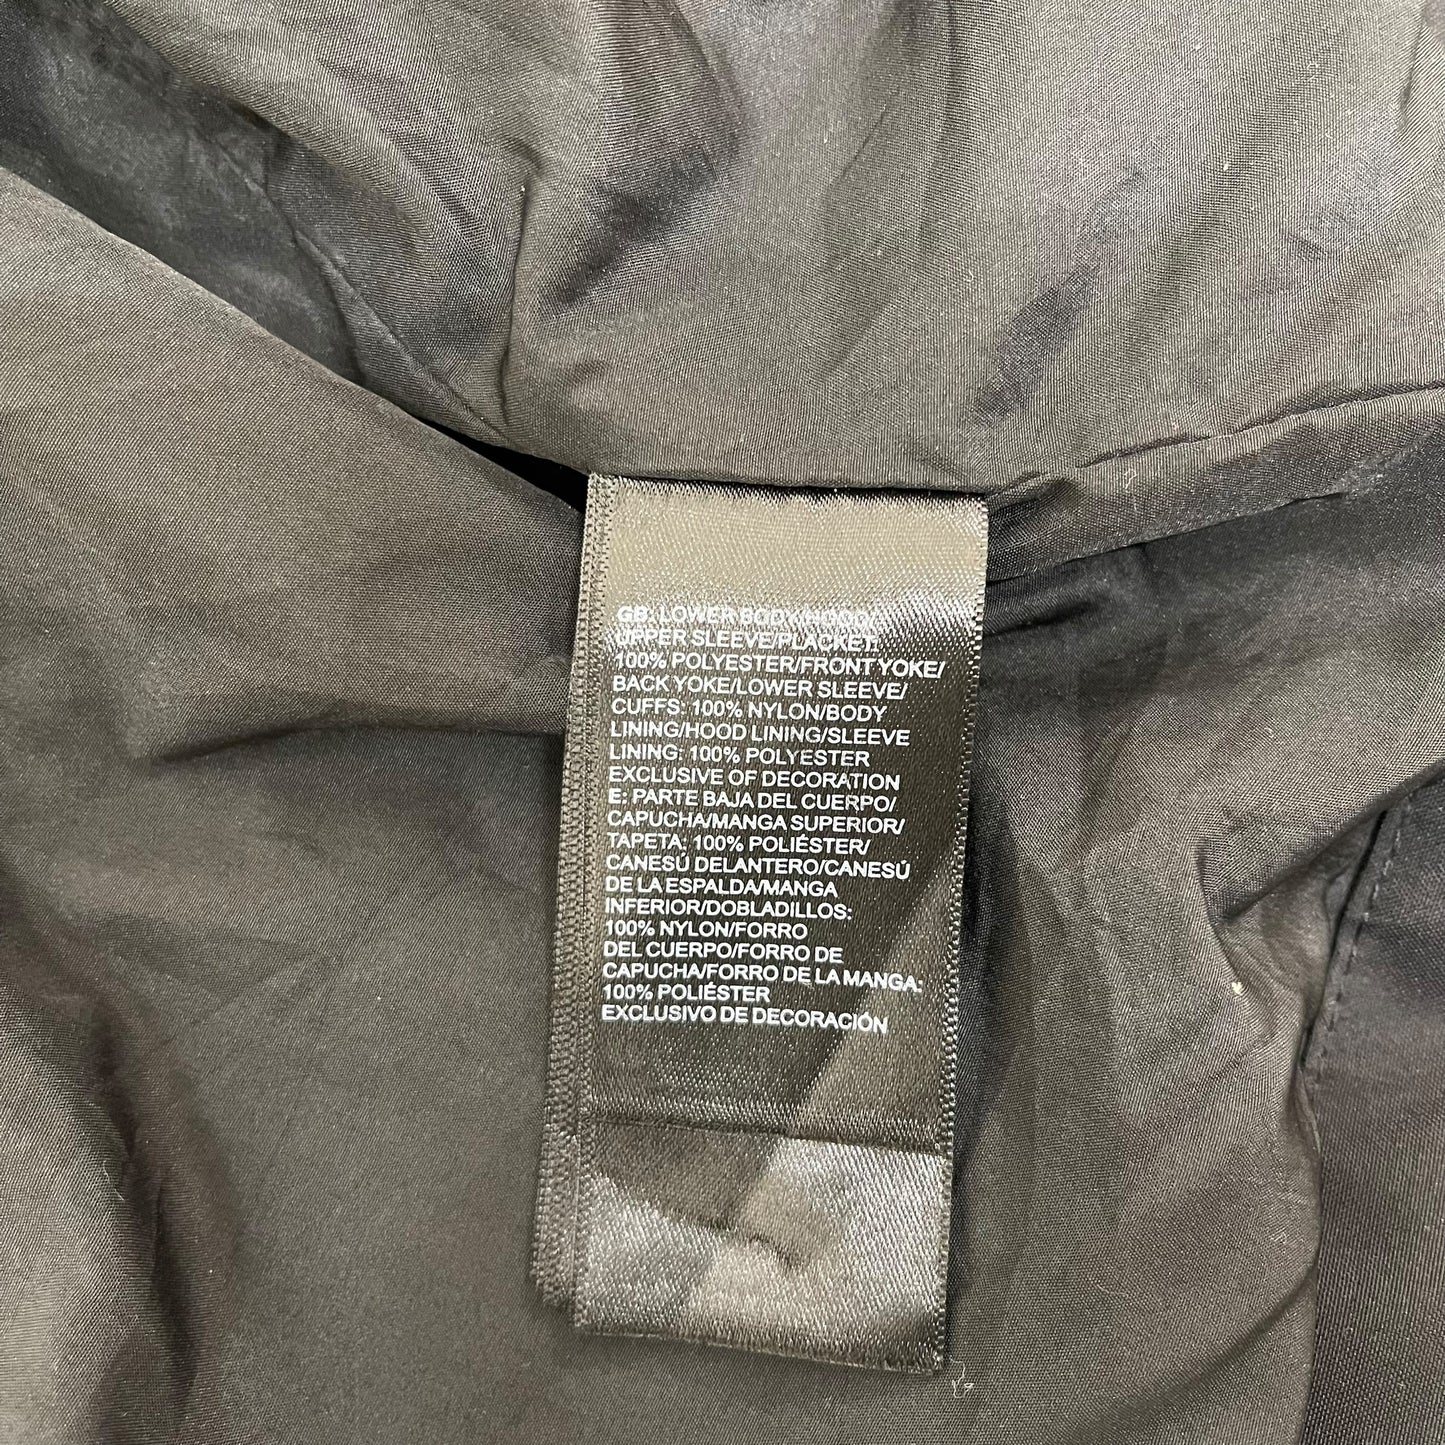 GB: LOWER BODY/HOOD/
UPPER SLEEVE/PLACKET:
100% POLYESTER/FRONT YOKE/
BACK YOKE/LOWER SLEEVE/
CUFFS: 100% NYLON/BODY
LINING/HOOD LINING/SLEEVE
LINING: 100% POLYESTER
EXCLUSIVE OF DECORATION
E: PARTE BAJA DEL CUERPO/
CAPUCHA/MANGA SUPERIOR/
TAPETA: 100% POLIÉSTER/
CANESÚ DELANTERO/CANESÚ
DE LA ESPALDA/MANGA
INFERIOR/DOBLADILLOS:
100% NYLON/FORRO
DEL CUERPO/FORRO DE
CAPUCHA/FORRO DE LA MANGA:
100% POLIÉSTER
EXCLUSIVO DE DECORACIÓN